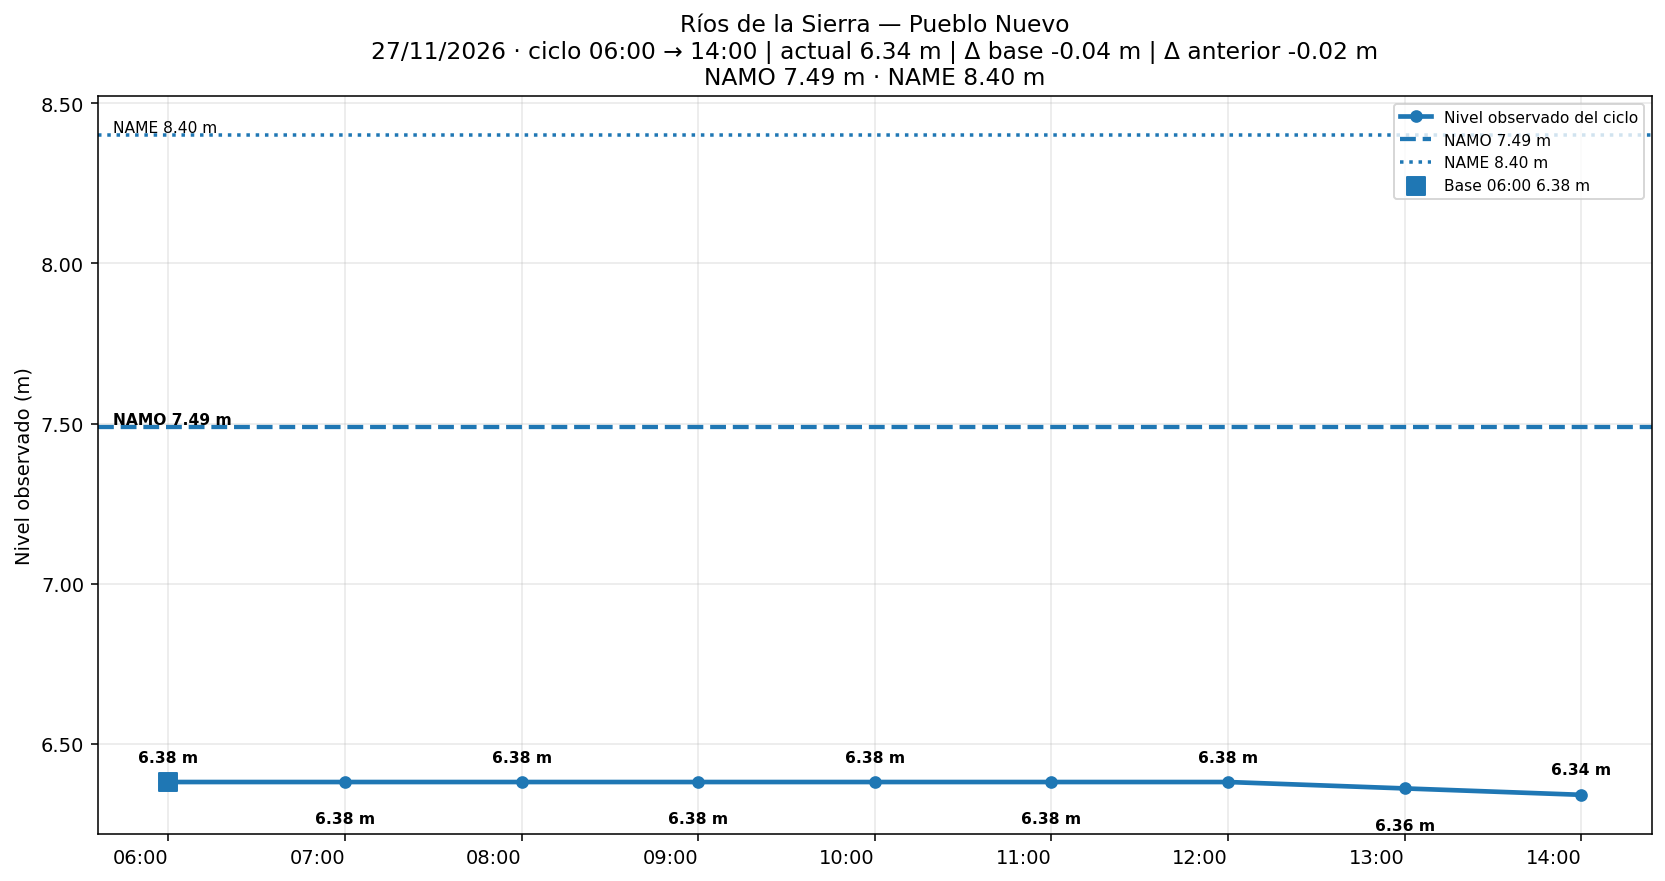 Ríos de la Sierra — Pueblo Nuevo
27/11/2026 · ciclo 06:00 → 14:00 | actual 6.34 m | Δ base -0.04 m | Δ anterior -0.02 m
NAMO 7.49 m · NAME 8.40 m
Nivel observado (m)
8.50
8.00
7.50
7.00
6.50
NAME 8.40 m
NAMO 7.49 m
Nivel observado del ciclo
NAMO 7.49 m
NAME 8.40 m
Base 06:00 6.38 m
6.38 m
6.38 m
6.38 m
6.38 m
6.38 m
6.38 m
6.38 m
6.36 m
6.34 m
06:00
07:00
08:00
09:00
10:00
11:00
12:00
13:00
14:00